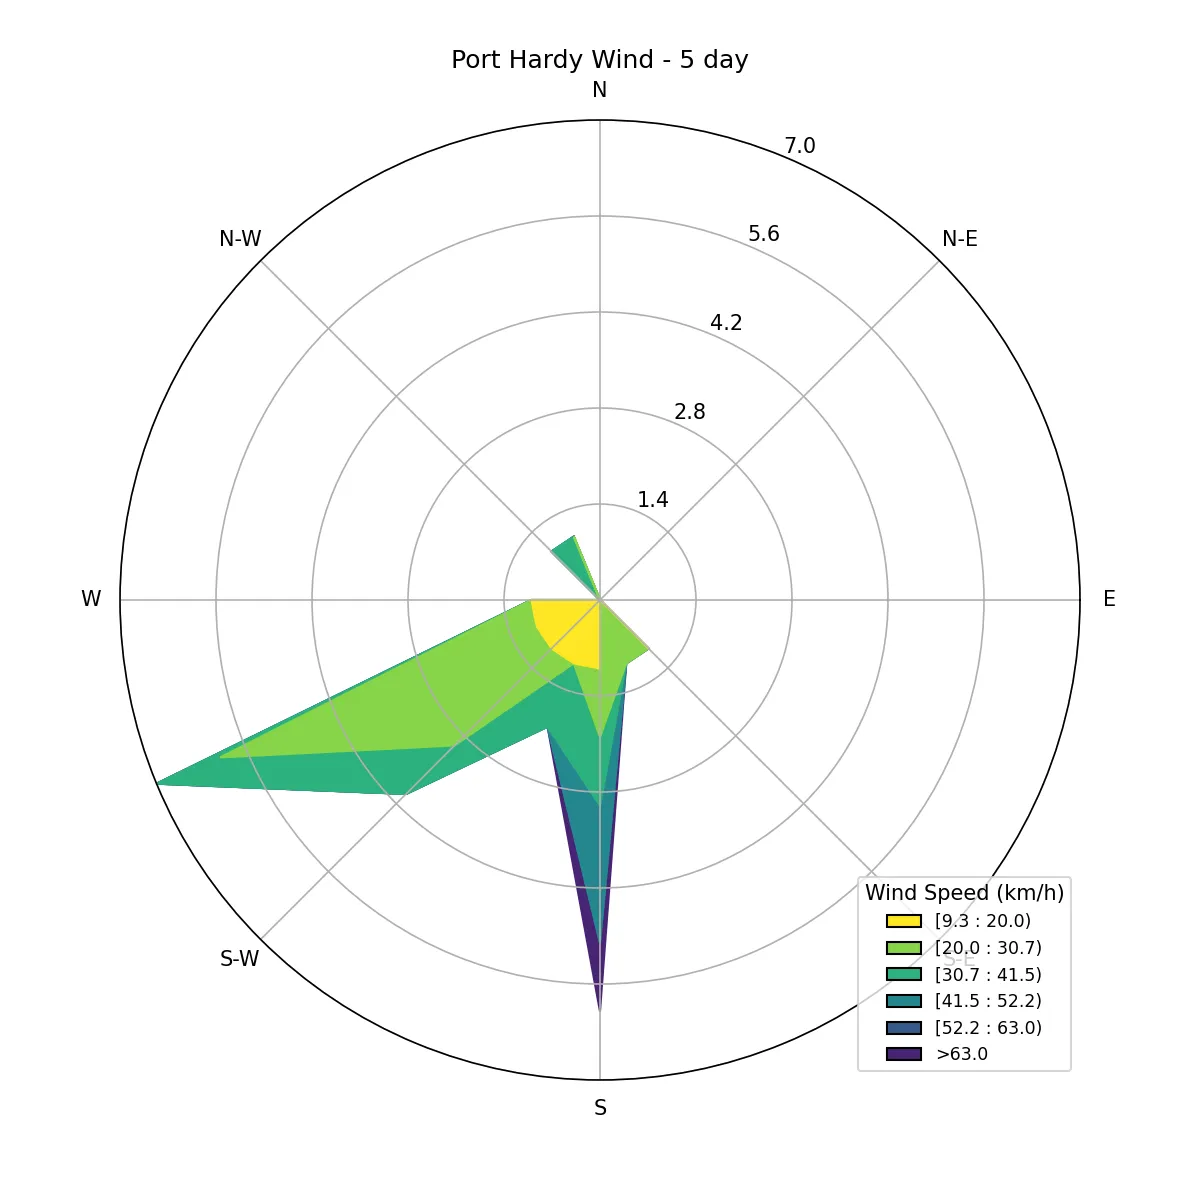 Port Hardy Wind - 5 day
N
7.0
N-W
5.6
N-E
4.2
2.8
1.4
W
E
Wind Speed (km/h)
[9.3 : 20.0)
[20.0 : 30.7)
S-W
S-E
[30.7 : 41.5)
[41.5 : 52.2)
[52.2 : 63.0)
>63.0
S